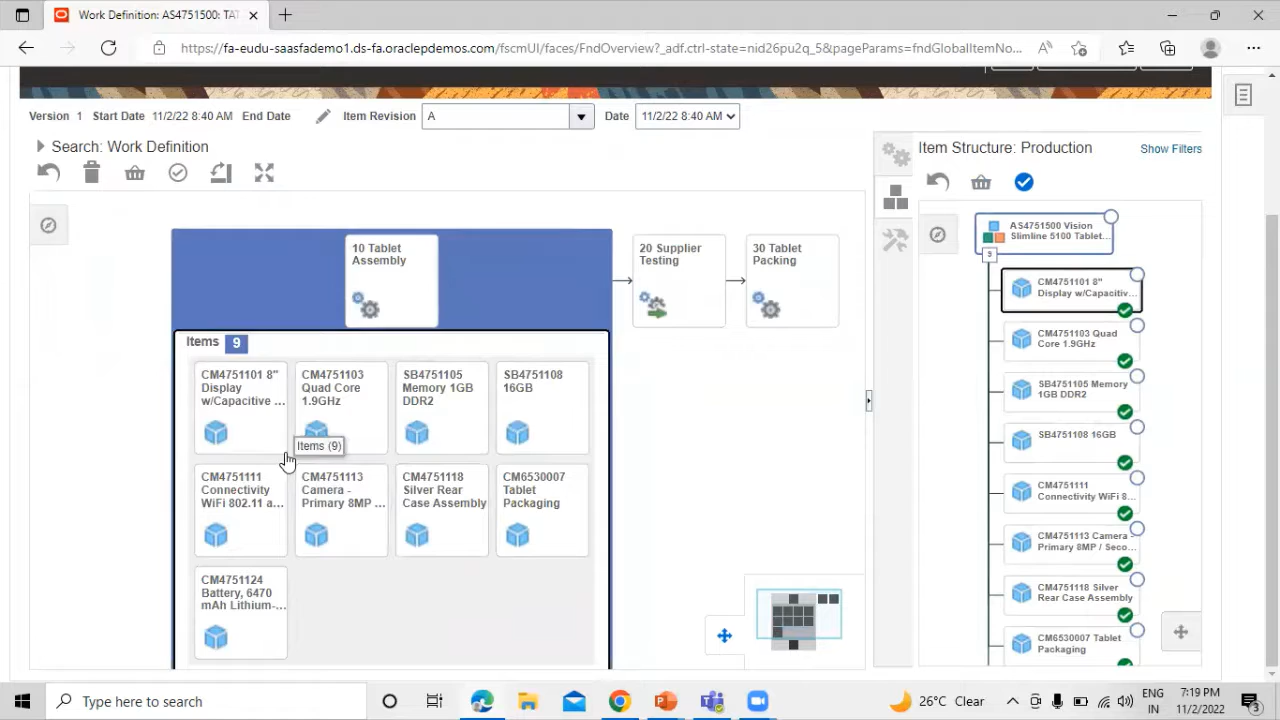 Work Definition: AS4751500: TAT
https://fa-eudu-saasfademo1.ds-fa.oraclepdemos.com/fscmUI/faces/FndOverview?_adf.ctrl-state=nid26pu2q_5&pageParams=fndGlobalItemNo...
Version 1 Start Date 11/2/22 8:40 AM End Date Item Revision A Date 11/2/22 8:40 AM
Search: Work Definition
Item Structure: Production
Show Filters
10 Tablet
Assembly
20 Supplier
Testing
30 Tablet
Packing
Items 9
CM4751101 8"
Display
w/Capacitive ...
CM4751103
Quad Core
1.9GHz
SB4751105
Memory 1GB
DDR2
SB4751108
16GB
Items (9)
CM4751111
Connectivity
WiFi 802.11 a...
CM4751113
Camera -
Primary 8MP ...
CM4751118
Silver Rear
Case Assembly
CM6530007
Tablet
Packaging
CM4751124
Battery, 6470
mAh Lithium-...
AS4751500 Vision
Slimline 5100 Tablet...
9
CM4751101 8"
Display w/Capacitiv...
CM4751103 Quad
Core 1.9GHz
SB4751105 Memory
1GB DDR2
SB4751108 16GB
CM4751111
Connectivity WiFi 8...
CM4751113 Camera -
Primary 8MP / Seco...
CM4751118 Silver
Rear Case Assembly
CM6530007 Tablet
Packaging
Type here to search
26°C Clear
ENG
IN
7:19 PM
11/2/2022
3